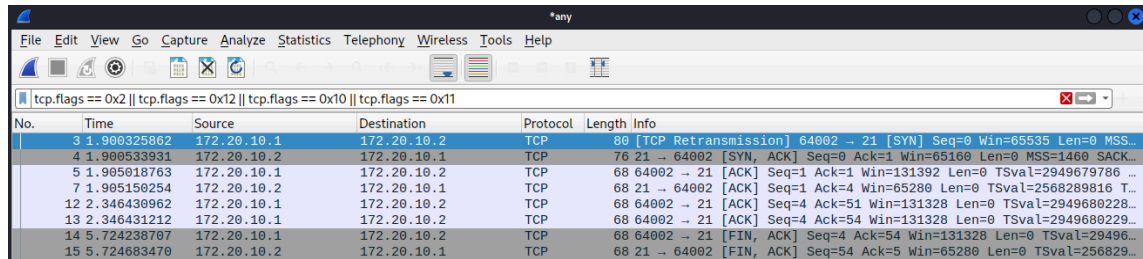 *any
File Edit View Go Capture Analyze Statistics Telephony Wireless Tools Help
tcp.flags == 0x2 || tcp.flags == 0x12 || tcp.flags == 0x10 || tcp.flags == 0x11
No. Time Source Destination Protocol Length Info
3 1.900325862 172.20.10.1 172.20.10.2 TCP 80 [TCP Retransmission] 64002 → 21 [SYN] Seq=0 Win=65535 Len=0 MSS…
4 1.900533931 172.20.10.2 172.20.10.1 TCP 76 21 → 64002 [SYN, ACK] Seq=0 Ack=1 Win=65160 Len=0 MSS=1460 SACK…
5 1.905018763 172.20.10.1 172.20.10.2 TCP 68 64002 → 21 [ACK] Seq=1 Ack=1 Win=131392 Len=0 TSval=2949679786 …
7 1.905150254 172.20.10.2 172.20.10.1 TCP 68 21 → 64002 [ACK] Seq=1 Ack=4 Win=65280 Len=0 TSval=2568289816 T…
12 2.346430962 172.20.10.1 172.20.10.2 TCP 68 64002 → 21 [ACK] Seq=4 Ack=51 Win=131328 Len=0 TSval=2949680228…
13 2.346431212 172.20.10.1 172.20.10.2 TCP 68 64002 → 21 [ACK] Seq=4 Ack=54 Win=131328 Len=0 TSval=2949680229…
14 5.724238707 172.20.10.1 172.20.10.2 TCP 68 64002 → 21 [FIN, ACK] Seq=4 Ack=54 Win=131328 Len=0 TSval=29496…
15 5.724683470 172.20.10.2 172.20.10.1 TCP 68 21 → 64002 [FIN, ACK] Seq=54 Ack=5 Win=65280 Len=0 TSval=256829…